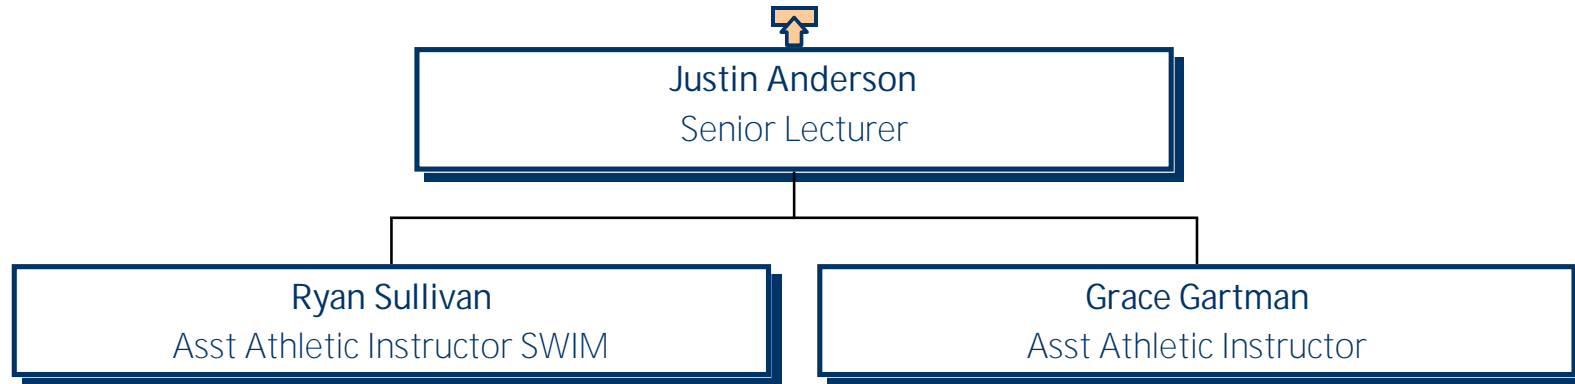 Justin Anderson
Senior Lecturer
Ryan Sullivan
Asst Athletic Instructor SWIM
Grace Gartman
Asst Athletic Instructor